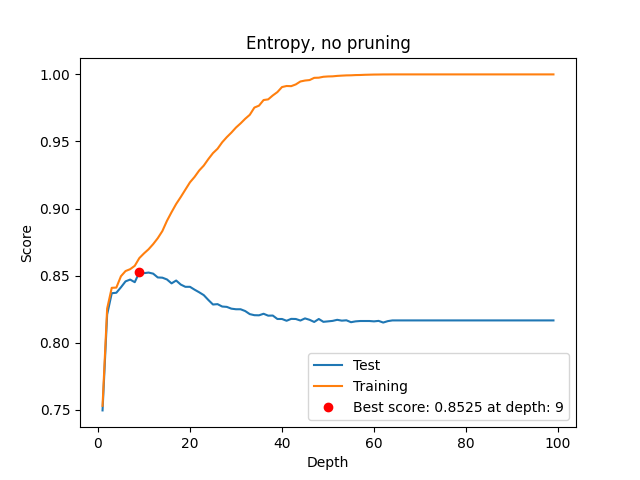 Entropy, no pruning
Score
1.00
0.95
0.90
0.85
0.80
0.75
Test
Training
Best score: 0.8525 at depth: 9
0 20 40 60 80 100
Depth